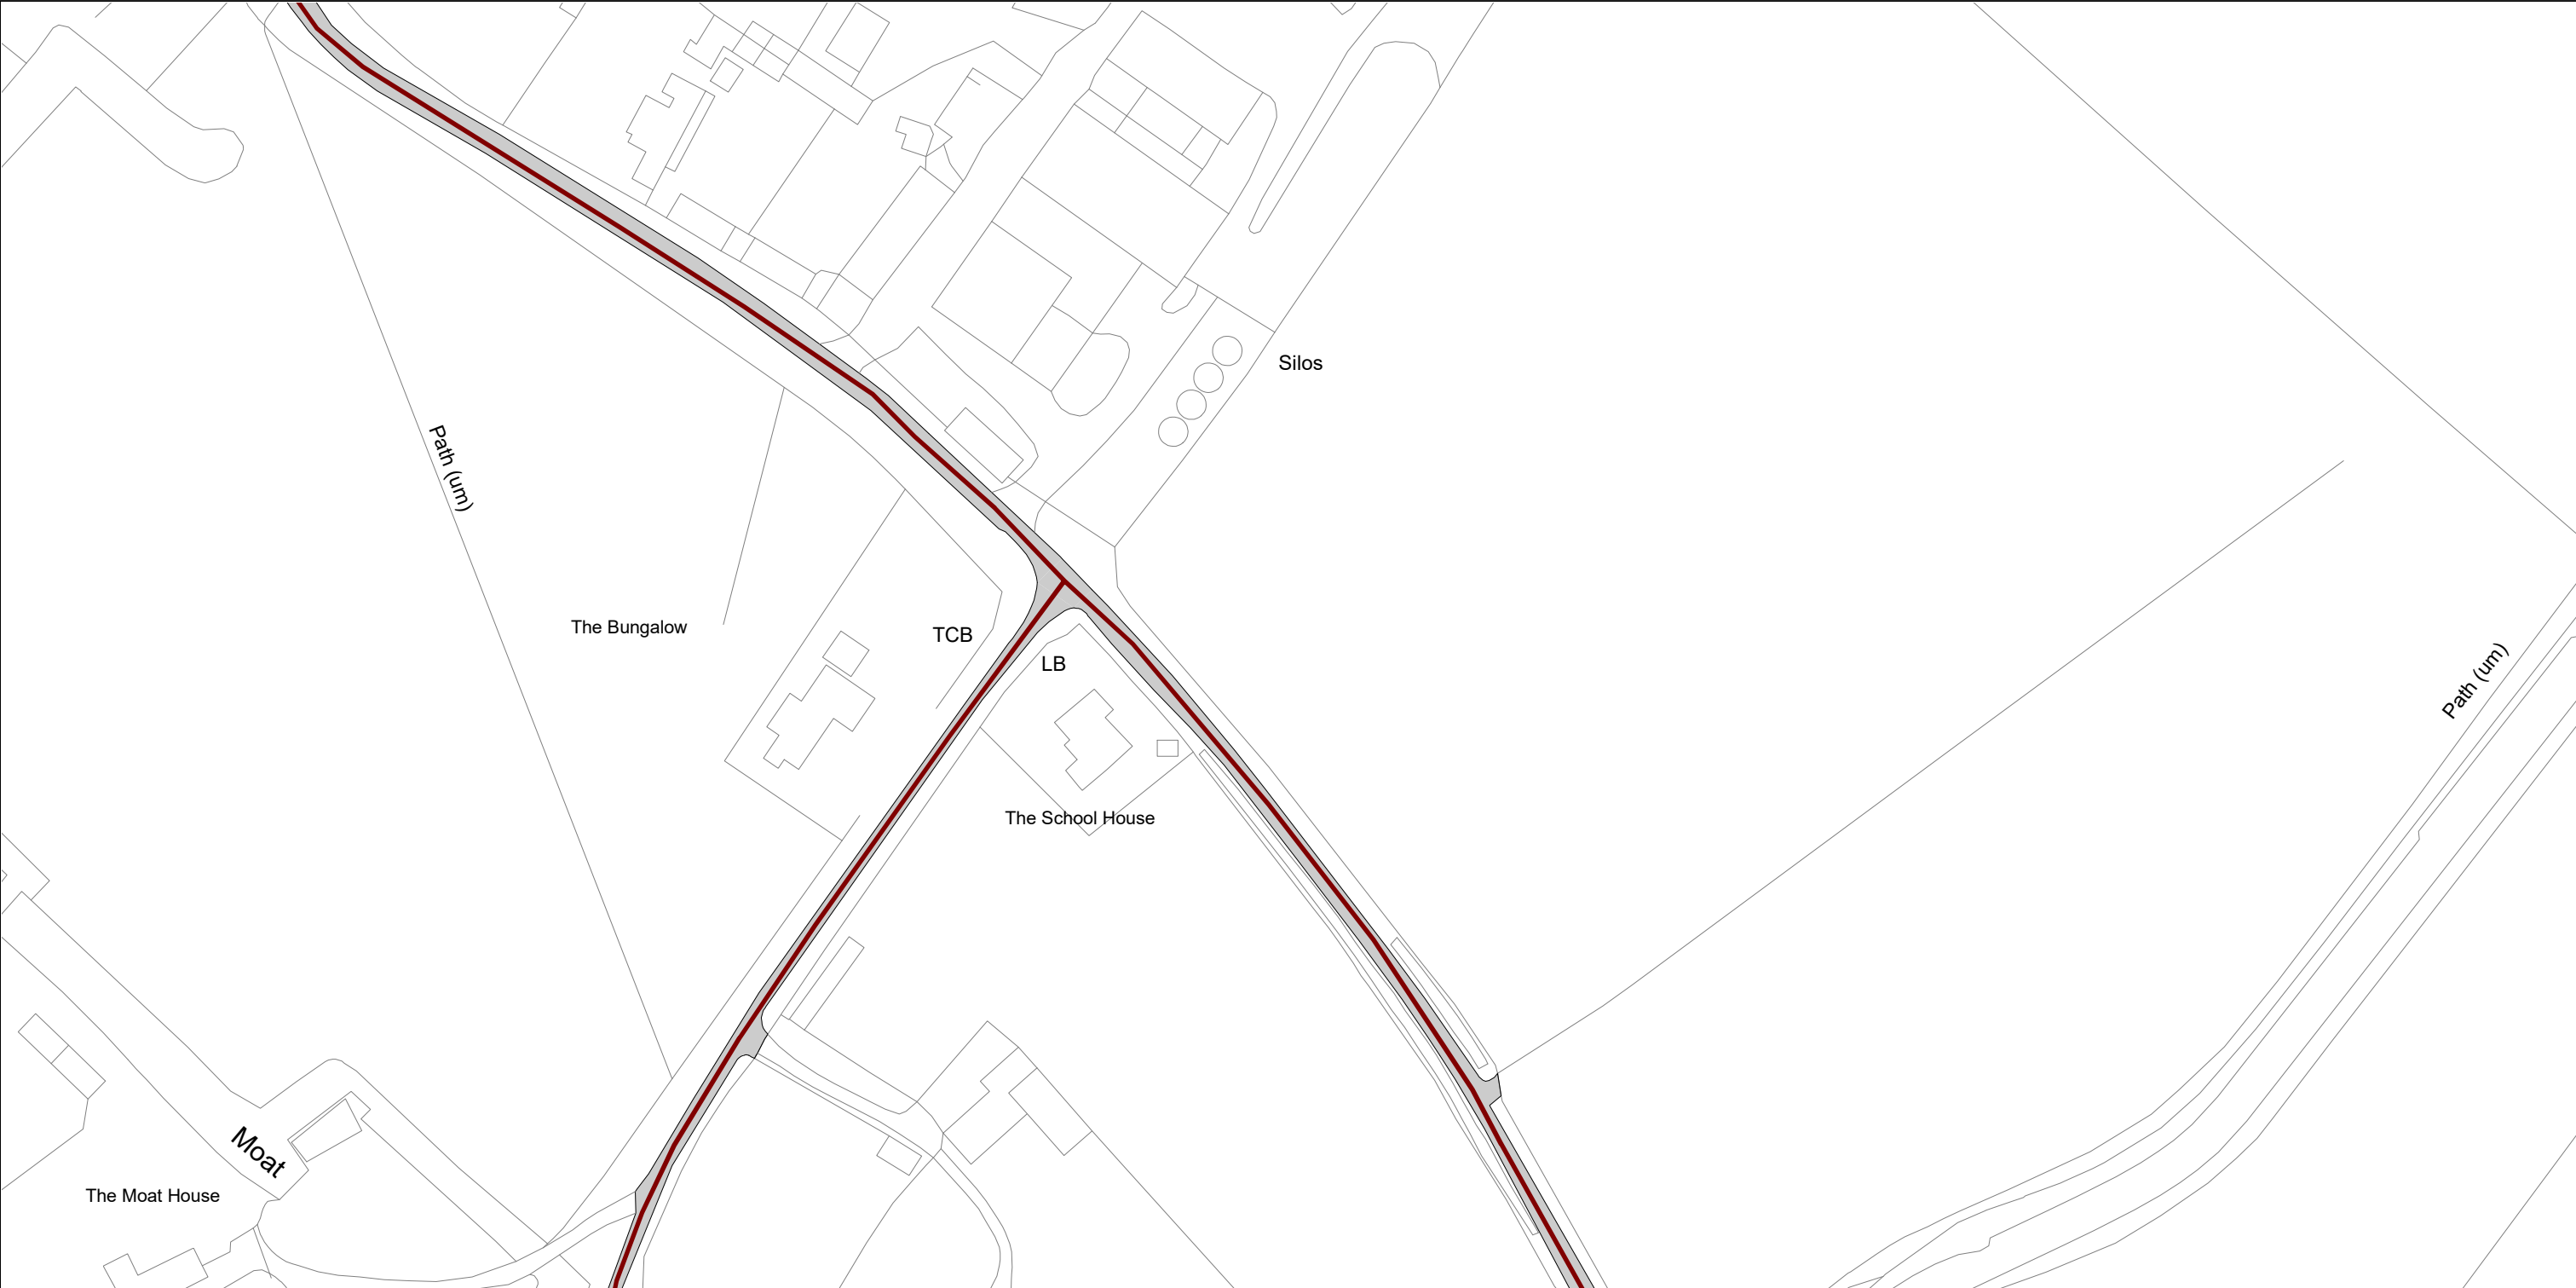 Silos
Path (um)
The Bungalow
TCB
LB
Path (um)
The School House
Moat
The Moat House